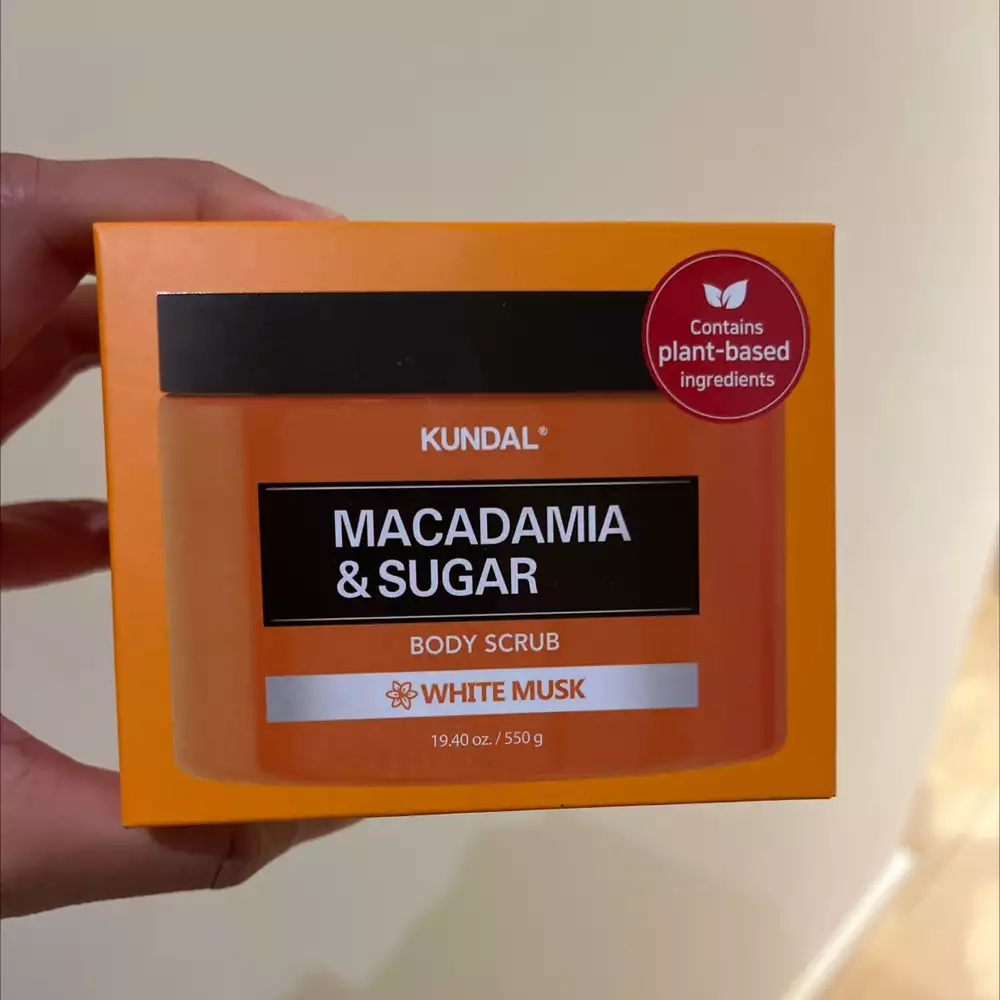 Contains
plant-based
ingredients
KUNDAL®
MACADAMIA
& SUGAR
BODY SCRUB
WHITE MUSK
19.40 oz. / 550 g